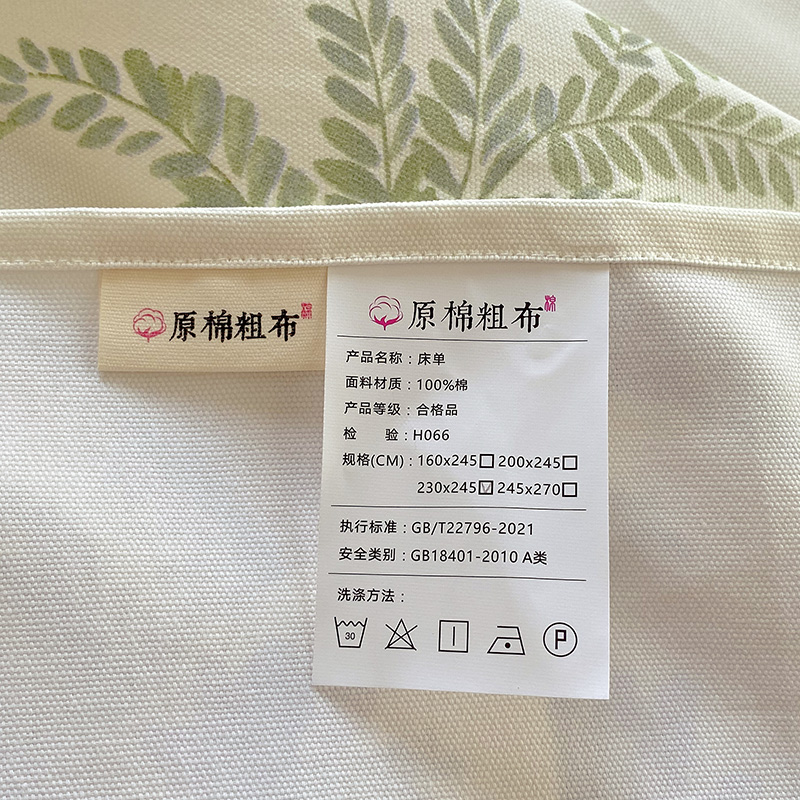 原棉粗布
原棉粗布 棉
产品名称：床单
面料材质：100%棉
产品等级：合格品
检 验：H066
规格(CM)：160x245☐ 200x245☐
230x245☑ 245x270☐
执行标准：GB/T22796-2021
安全类别：GB18401-2010 A类
洗涤方法：
30 P